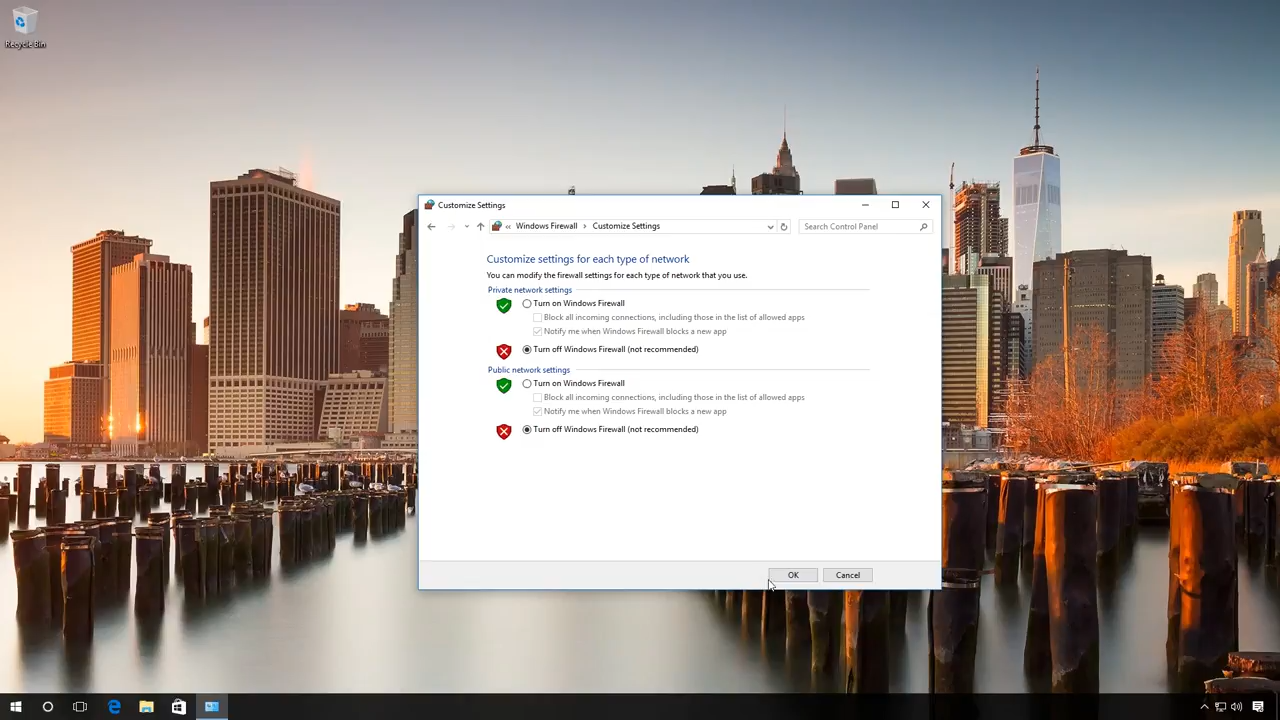 Recycle Bin
Customize Settings
« Windows Firewall › Customize Settings
Search Control Panel
Customize settings for each type of network
You can modify the firewall settings for each type of network that you use.
Private network settings
Turn on Windows Firewall
Block all incoming connections, including those in the list of allowed apps
Notify me when Windows Firewall blocks a new app
Turn off Windows Firewall (not recommended)
Public network settings
Turn on Windows Firewall
Block all incoming connections, including those in the list of allowed apps
Notify me when Windows Firewall blocks a new app
Turn off Windows Firewall (not recommended)
OK Cancel